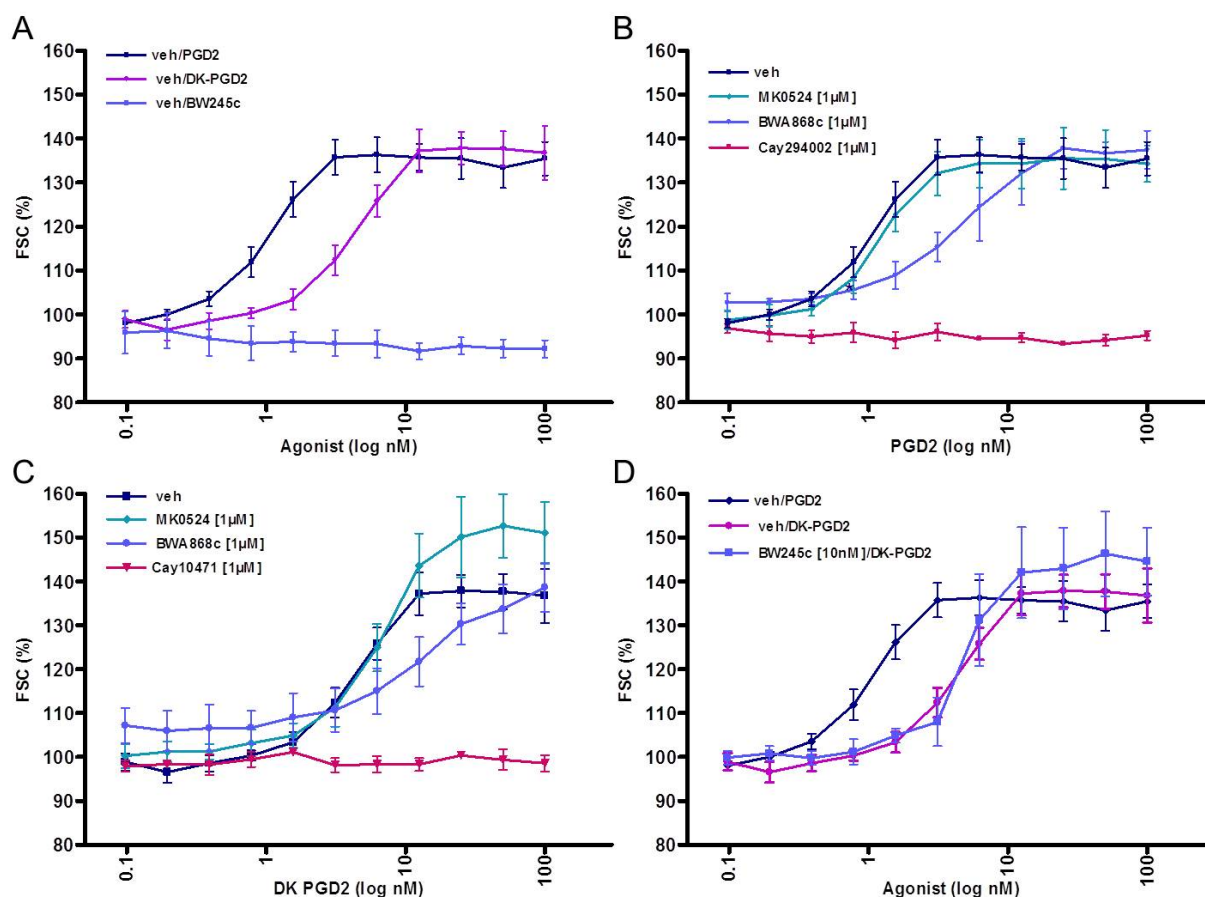 A
veh/PGD2
veh/DK-PGD2
veh/BW245c
160
150
140
130
120
110
100
90
80
FSC (%)
0.1
1
10
100
Agonist (log nM)
B
veh
MK0524 [1µM]
BWA868c [1µM]
Cay294002 [1µM]
160
150
140
130
120
110
100
90
80
FSC (%)
0.1
1
10
100
PGD2 (log nM)
C
veh
MK0524 [1µM]
BWA868c [1µM]
Cay10471 [1µM]
160
150
140
130
120
110
100
90
80
FSC (%)
0.1
1
10
100
DK PGD2 (log nM)
D
veh/PGD2
veh/DK-PGD2
BW245c [10nM]/DK-PGD2
160
150
140
130
120
110
100
90
80
FSC (%)
0.1
1
10
100
Agonist (log nM)